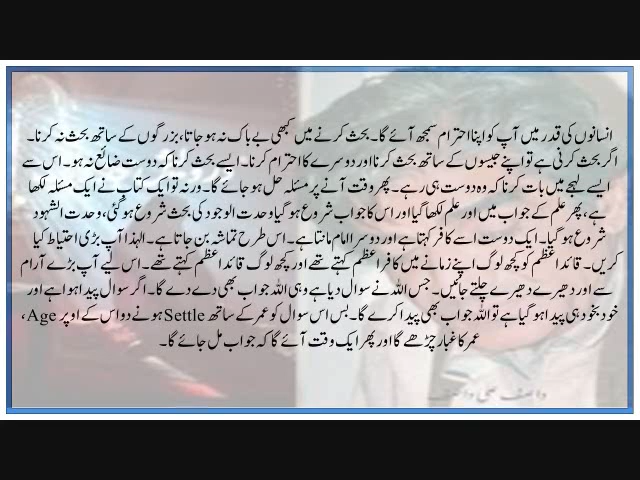 انسانوں کی قدر میں آپ کو اپنا احترام سمجھ آئے گا۔ بحث کرنے میں کبھی بے باک نہ ہو جانا، بزرگوں کے ساتھ بحث نہ کرنا۔
اگر بحث کرنی ہے تو اپنے جیسوں کے ساتھ بحث کرنا اور دوسرے کا احترام کرنا۔ ایسے بحث کرنا کہ دوست ضائع نہ ہو۔ اس سے
ایسے لہجے میں بات کرنا کہ وہ دوست ہی رہے۔ پھر وقت آنے پر مسئلہ حل ہو جائے گا۔ ورنہ تو ایک کتاب نے ایک مسئلہ لکھا
ہے، پھر علم کے جواب میں اور علم لکھا گیا اور اس کا جواب شروع ہو گیا وحدت الوجود کی بحث شروع ہو گئی، وحدت الشہود
شروع ہو گیا۔ ایک دوست اسے کافر کہتا ہے اور دوسرا امام مانتا ہے۔ اس طرح تماشہ بن جاتا ہے۔ الہٰذا آپ بڑی احتیاط کیا
کریں۔ قائد اعظم کو کچھ لوگ اپنے زمانے میں کافر اعظم کہتے تھے اور کچھ لوگ قائد اعظم کہتے تھے۔ اس لیے آپ بڑے آرام
سے اور دھیرے دھیرے چلتے جائیں۔ جس اللہ نے سوال دیا ہے وہی اللہ جواب بھی دے دے گا۔ اگر سوال پیدا ہوا ہے اور
خود بخود ہی پیدا ہو گیا ہے تو اللہ جواب بھی پیدا کرے گا۔ بس اس سوال کو عمر کے ساتھ Settle ہونے دو اس کے اوپر Age،
عمر کا غبار چڑھے گا اور پھر ایک وقت آئے گا کہ جواب مل جائے گا۔
واصف علی واصف